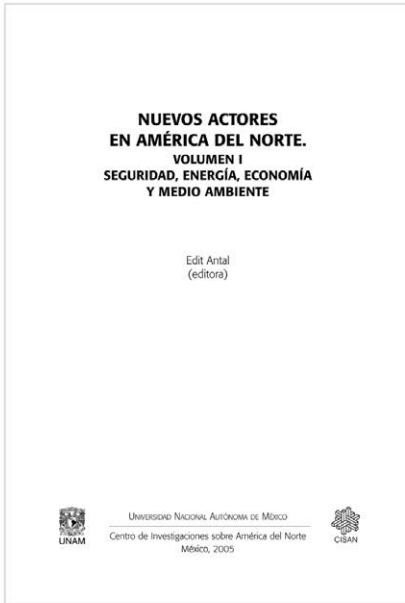 NUEVOS ACTORES
EN AMÉRICA DEL NORTE.
VOLUMEN I
SEGURIDAD, ENERGÍA, ECONOMÍA
Y MEDIO AMBIENTE
Edit Antal
(editora)
UNAM
UNIVERSIDAD NACIONAL AUTÓNOMA DE MÉXICO
Centro de Investigaciones sobre América del Norte
México, 2005
CISAN